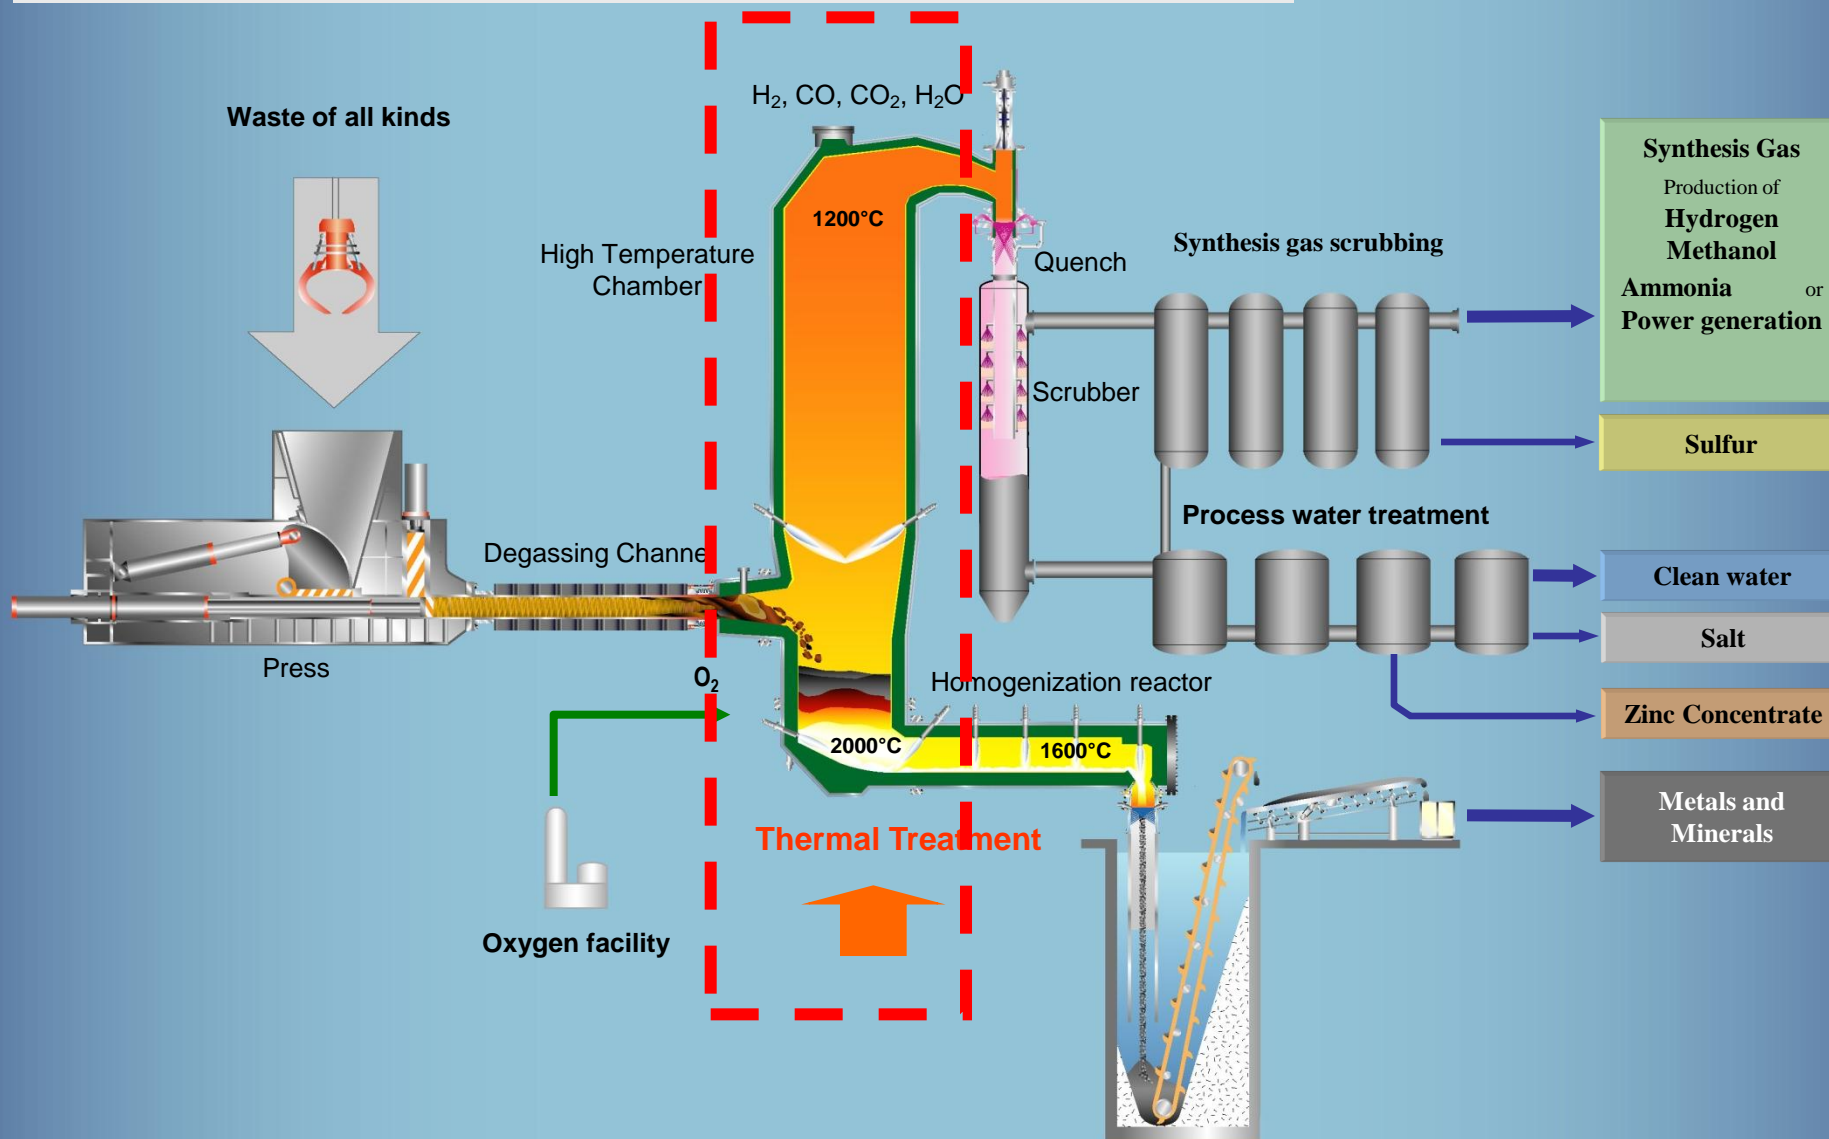 H₂, CO, CO₂, H₂O
Waste of all kinds
Synthesis Gas
Production of
Hydrogen
Methanol
Ammonia or
Power generation
1200°C
High Temperature
Chamber
Quench
Synthesis gas scrubbing
Scrubber
Sulfur
Process water treatment
Degassing Channel
Clean water
Salt
Press
O₂
Homogenization reactor
Zinc Concentrate
2000°C
1600°C
Metals and
Minerals
Thermal Treatment
Oxygen facility